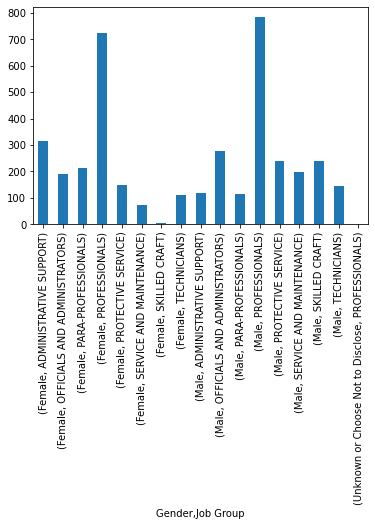 800
700
600
500
400
300
200
100
0
(Female, ADMINISTRATIVE SUPPORT)
(Female, OFFICIALS AND ADMINISTRATORS)
(Female, PARA-PROFESSIONALS)
(Female, PROFESSIONALS)
(Female, PROTECTIVE SERVICE)
(Female, SERVICE AND MAINTENANCE)
(Female, SKILLED CRAFT)
(Female, TECHNICIANS)
(Male, ADMINISTRATIVE SUPPORT)
(Male, OFFICIALS AND ADMINISTRATORS)
(Male, PARA-PROFESSIONALS)
(Male, PROFESSIONALS)
(Male, PROTECTIVE SERVICE)
(Male, SERVICE AND MAINTENANCE)
(Male, SKILLED CRAFT)
(Male, TECHNICIANS)
(Unknown or Choose Not to Disclose, PROFESSIONALS)
Gender,Job Group